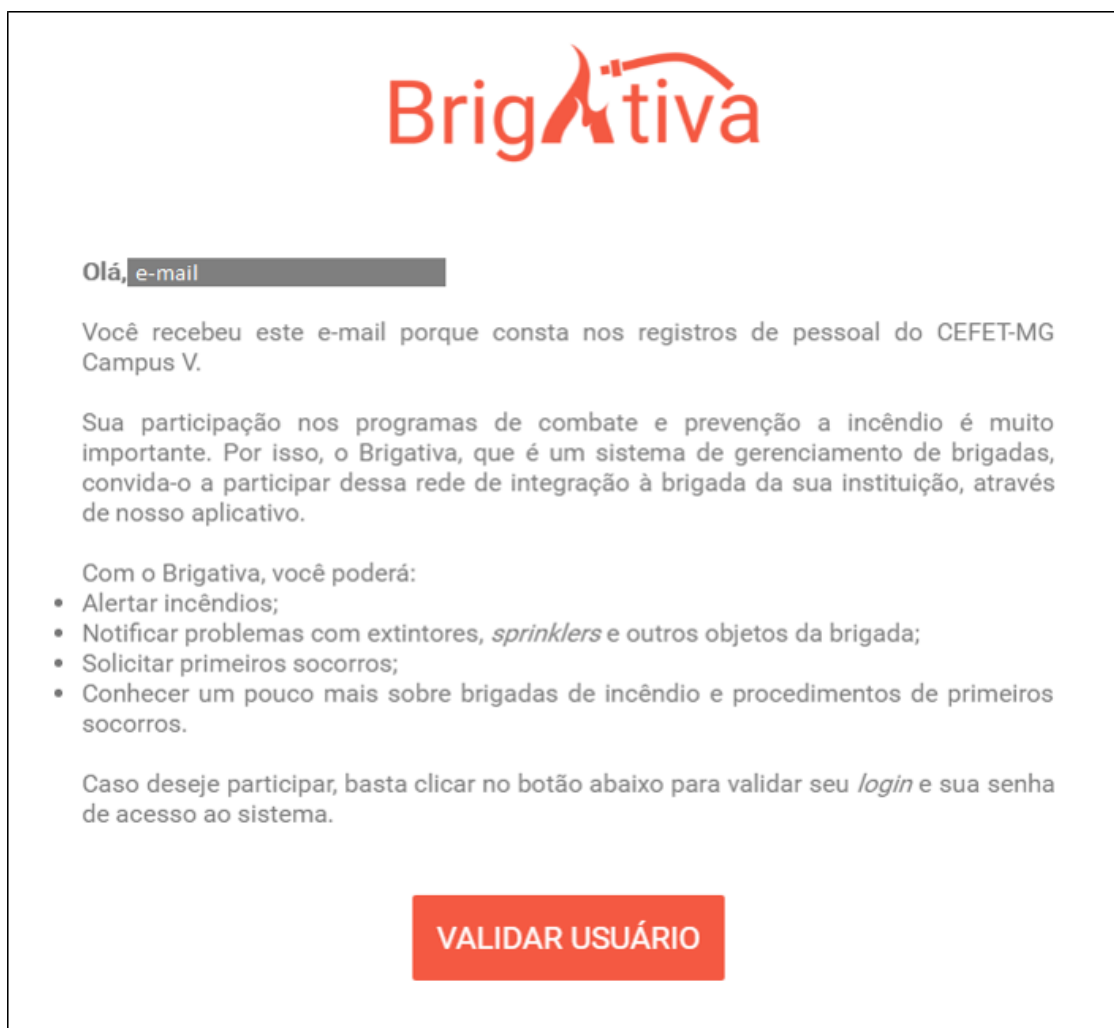 BrigAtiva
Olá, e-mail
Você recebeu este e-mail porque consta nos registros de pessoal do CEFET-MG
Campus V.
Sua participação nos programas de combate e prevenção a incêndio é muito
importante. Por isso, o Brigativa, que é um sistema de gerenciamento de brigadas,
convida-o a participar dessa rede de integração à brigada da sua instituição, através
de nosso aplicativo.
Com o Brigativa, você poderá:
• Alertar incêndios;
• Notificar problemas com extintores, sprinklers e outros objetos da brigada;
• Solicitar primeiros socorros;
• Conhecer um pouco mais sobre brigadas de incêndio e procedimentos de primeiros
socorros.
Caso deseje participar, basta clicar no botão abaixo para validar seu login e sua senha
de acesso ao sistema.
VALIDAR USUÁRIO